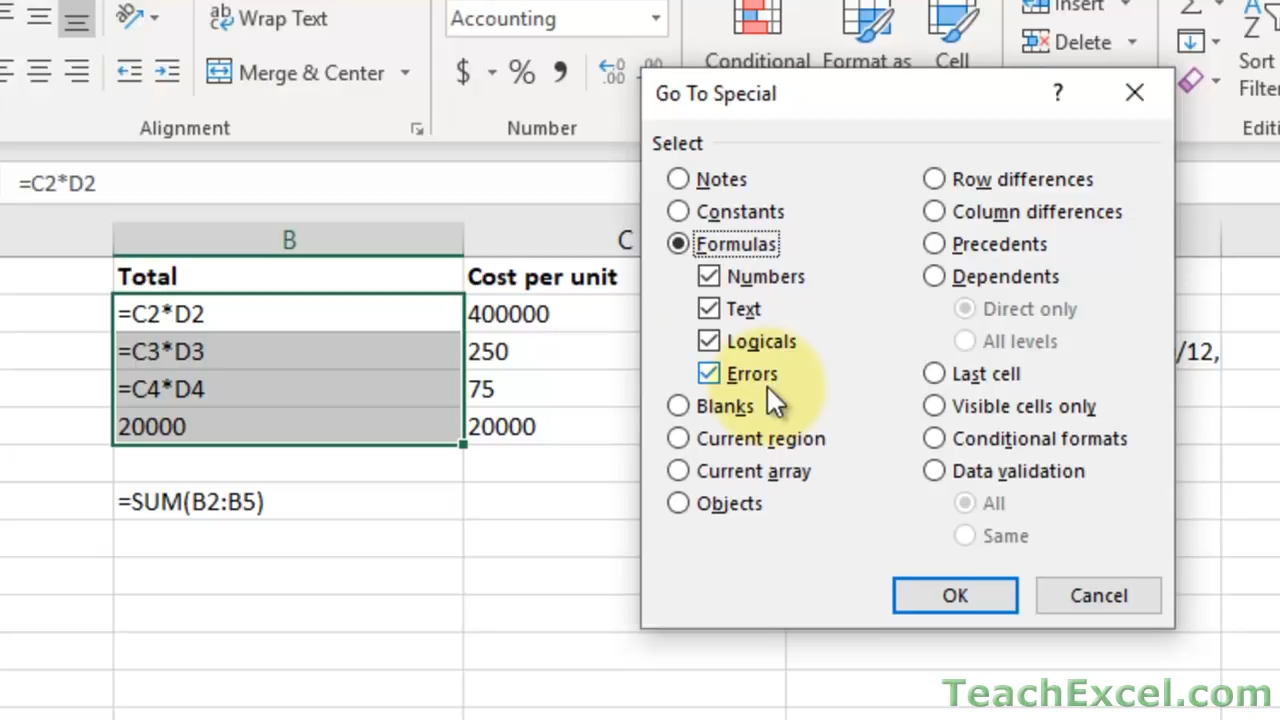 Wrap Text
Merge & Center
Alignment
Accounting
$ %
.00
Number
Conditional
Format as
Cell
Insert
Delete
Sort
Filter
=C2*D2
B
C
Total
Cost per unit
=C2*D2
400000
=C3*D3
250
/12,
=C4*D4
75
20000
20000
=SUM(B2:B5)
Go To Special
?
Select
Notes
Constants
Formulas
Numbers
Text
Logicals
Errors
Blanks
Current region
Current array
Objects
Row differences
Column differences
Precedents
Dependents
Direct only
All levels
Last cell
Visible cells only
Conditional formats
Data validation
All
Same
OK
Cancel
TeachExcel.com